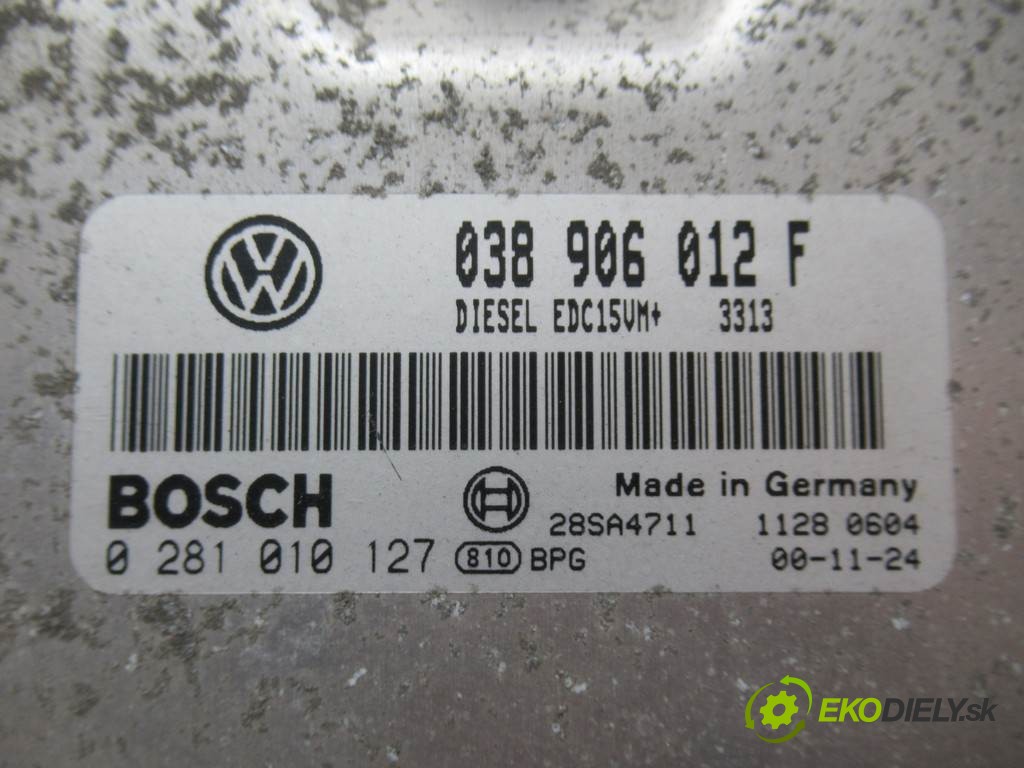 038 906 012 F
DIESEL EDC15VM+ 3313
BOSCH
Made in Germany
28SA4711 1128 0604
0 281 010 127 810 BPG 00-11-24
EKODIELY.sk